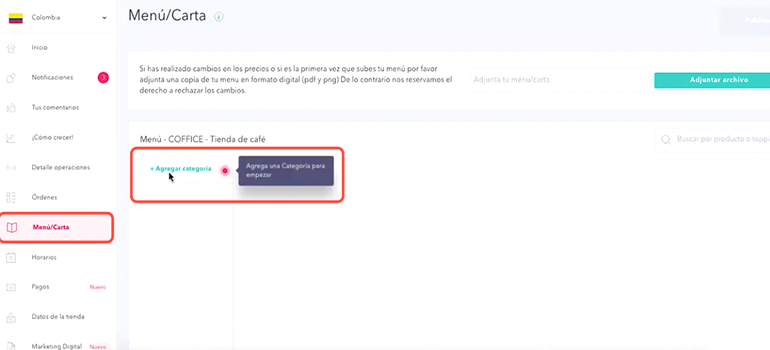 Colombia
Menú/Carta
Inicio
Si has realizado cambios en los precios o si es la primera vez que subes tu menú por favor
adjunta una copia de tu menu en formato digital (pdf y png) De lo contrario nos reservamos el
derecho a rechazar los cambios.
Adjunta tu menú/carta
Adjuntar archivo
Notificaciones
3
Tus comentarios
¡Cómo crecer!
Menú - COFFICE - Tienda de café
Buscar por producto o toppi
Detalle operaciones
+ Agregar categoría
Agrega una Categoría para
empezar
Órdenes
Menú/Carta
Horarios
Pagos
Nuevo
Datos de la tienda
Marketing Digital
Nuevo